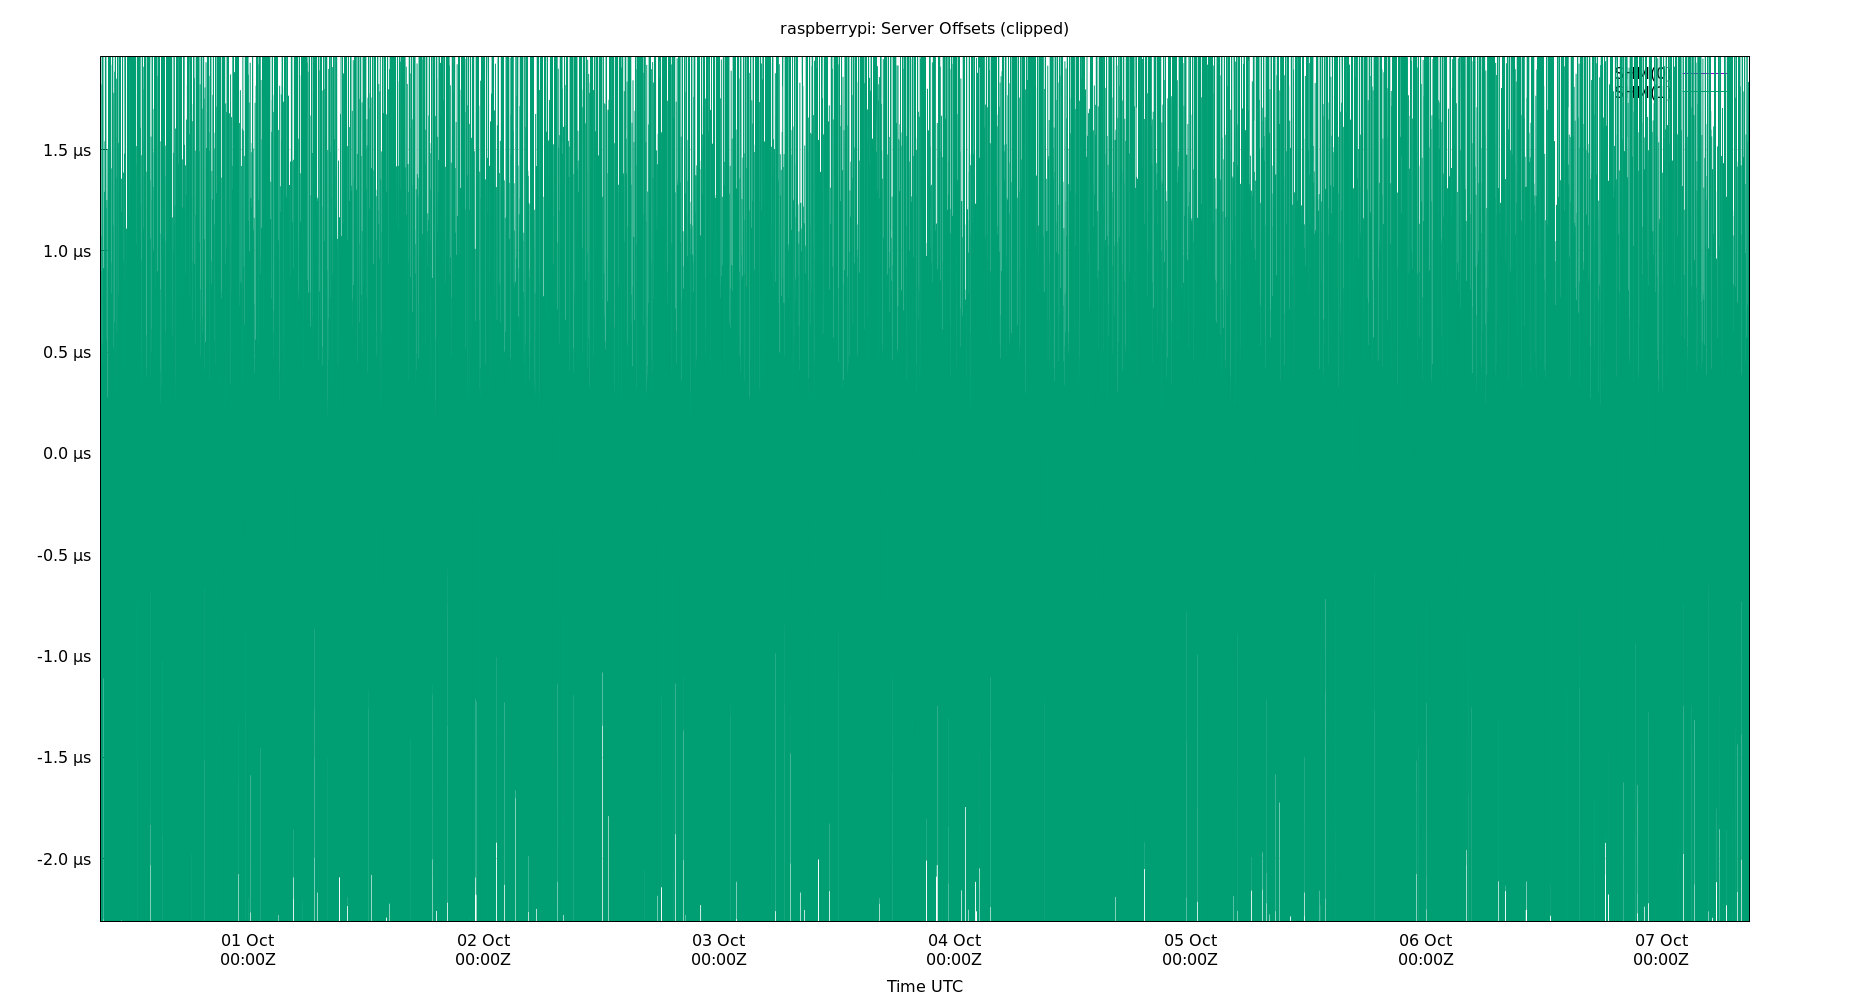 raspberrypi: Server Offsets (clipped)
1.5 µs
1.0 µs
0.5 µs
0.0 µs
-0.5 µs
-1.0 µs
-1.5 µs
-2.0 µs
01 Oct 02 Oct 03 Oct 04 Oct 05 Oct 06 Oct 07 Oct
00:00Z 00:00Z 00:00Z 00:00Z 00:00Z 00:00Z 00:00Z
Time UTC